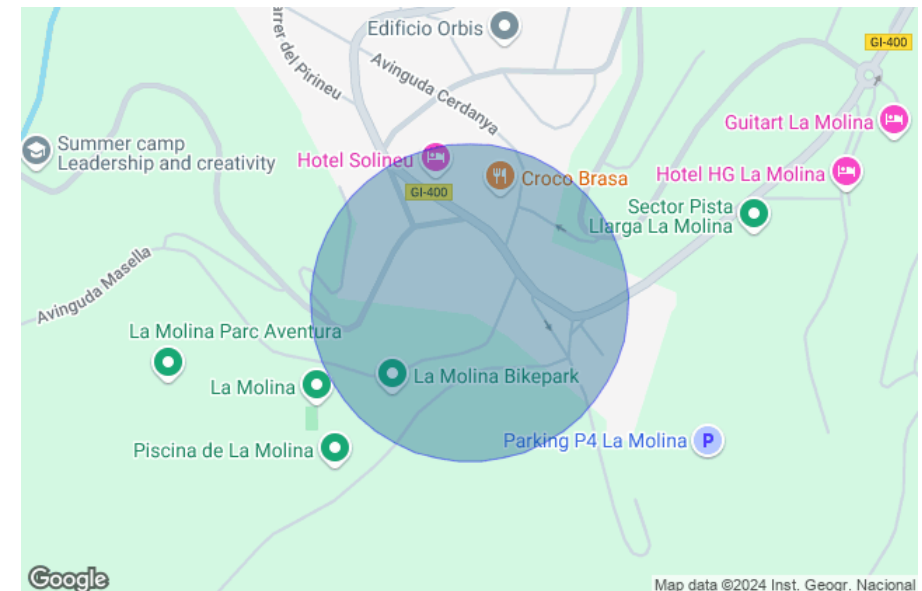 Edificio Orbis
Carrer del Pirineu
Avinguda Cerdanya
GI-400
Guitart La Molina
Summer camp
Leadership and creativity
Hotel Solineu
GI-400
Croco Brasa
Hotel HG La Molina
Sector Pista
Llarga La Molina
Avinguda Masella
La Molina Parc Aventura
La Molina
La Molina Bikepark
Piscina de La Molina
Parking P4 La Molina
P
Google
Map data ©2024 Inst. Geogr. Nacional